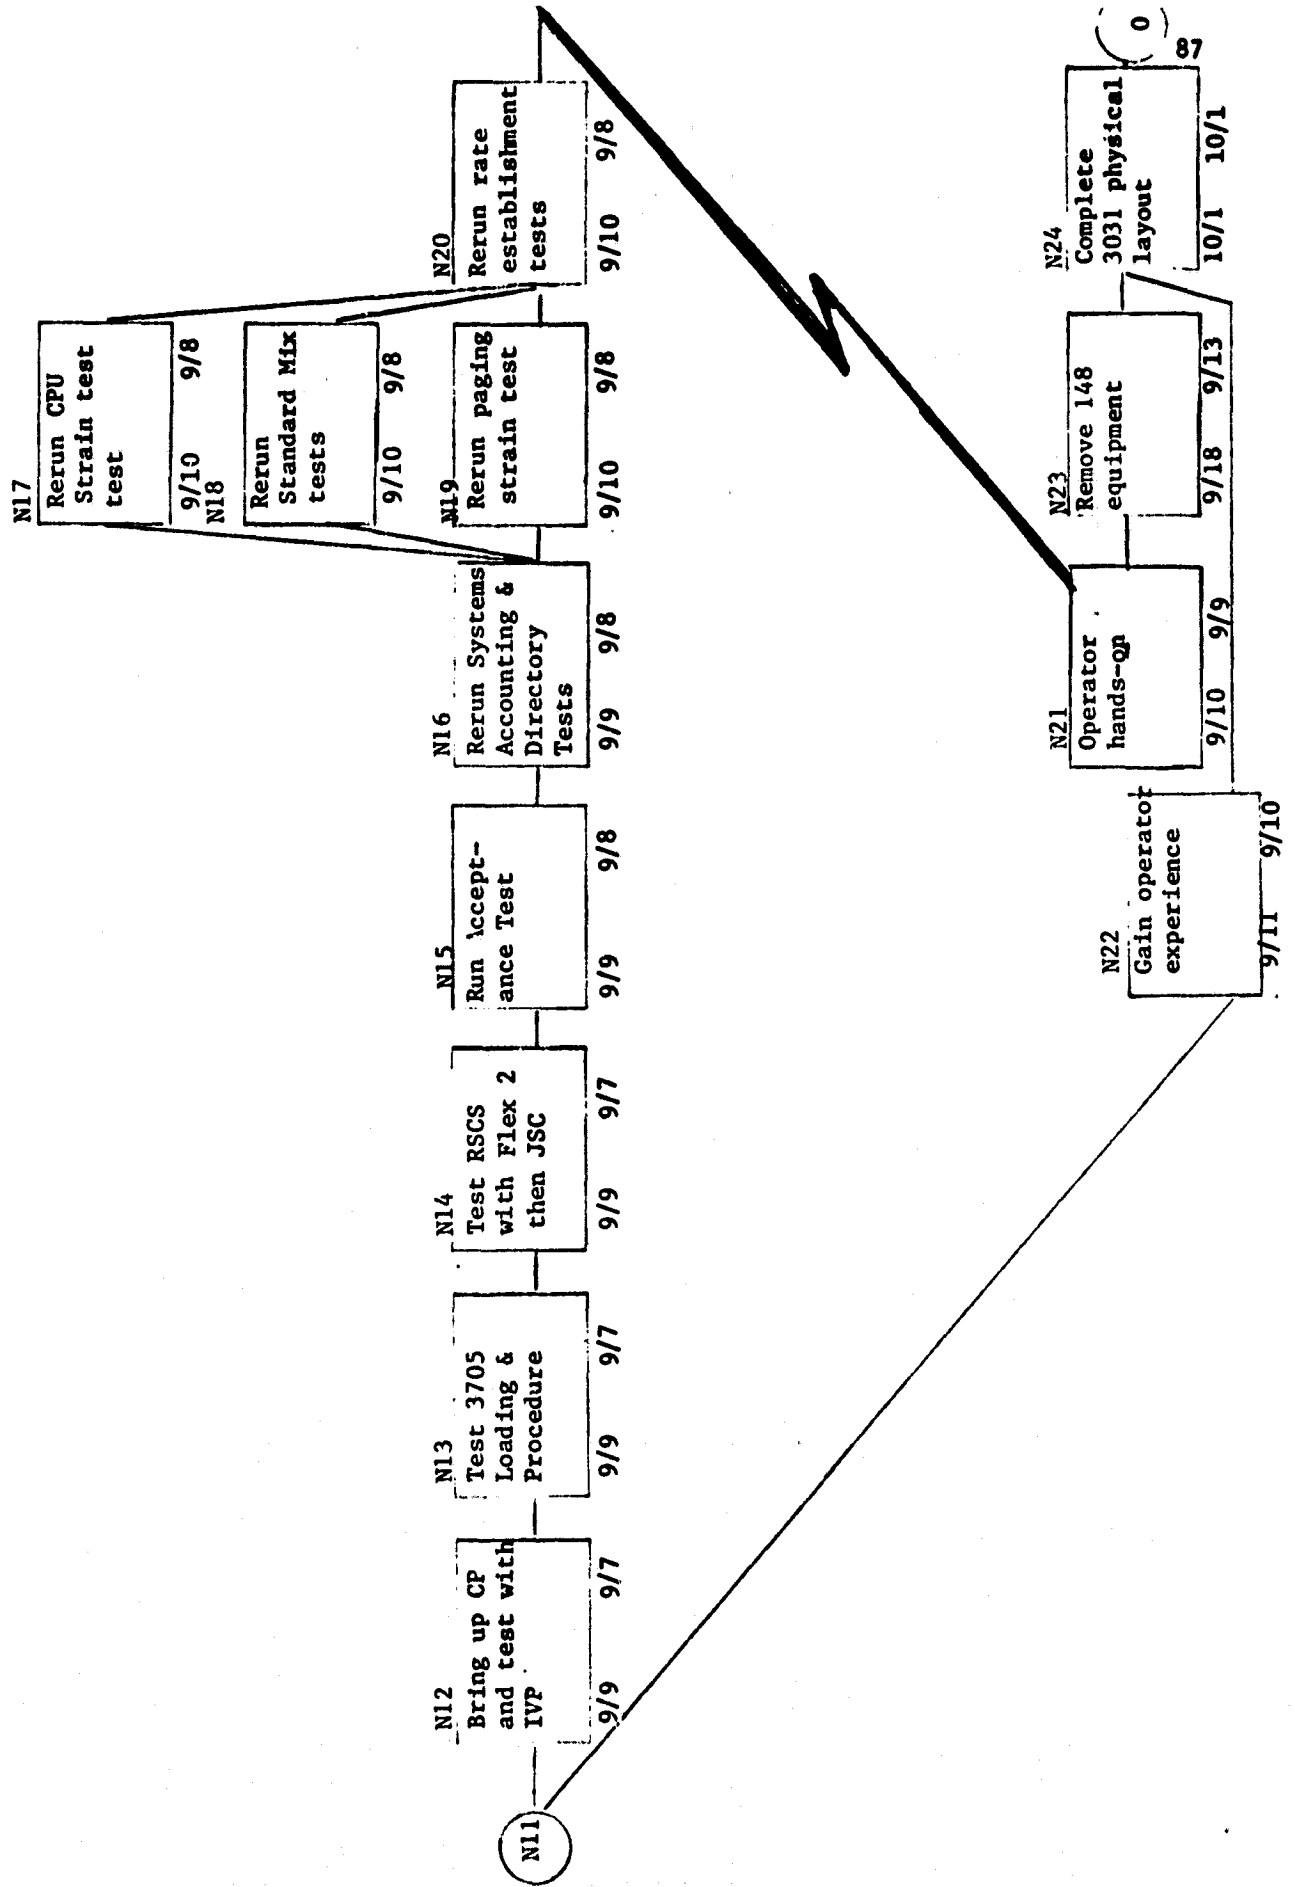 N11
N12
Bring up CP
and test with
IVP
9/9 9/7
N13
Test 3705
Loading &
Procedure
9/9 9/7
N14
Test RSCS
with Flex 2
then JSC
9/9 9/7
N15
Run Accept-
ance Test
9/9 9/8
N16
Rerun Systems
Accounting &
Directory
Tests
9/9 9/8
N17
Rerun CPU
Strain test
test
9/10 9/8
N18
Rerun
Standard Mix
tests
9/10 9/8
N19
Rerun paging
strain test
9/10 9/8
N20
Rerun rate
establishment
tests
9/10 9/8
N21
Operator
hands-on
9/10 9/9
N22
Gain operator
experience
9/11 9/10
N23
Remove 148
equipment
9/18 9/13
N24
Complete
3031 physical
layout
10/1 10/1
0
87